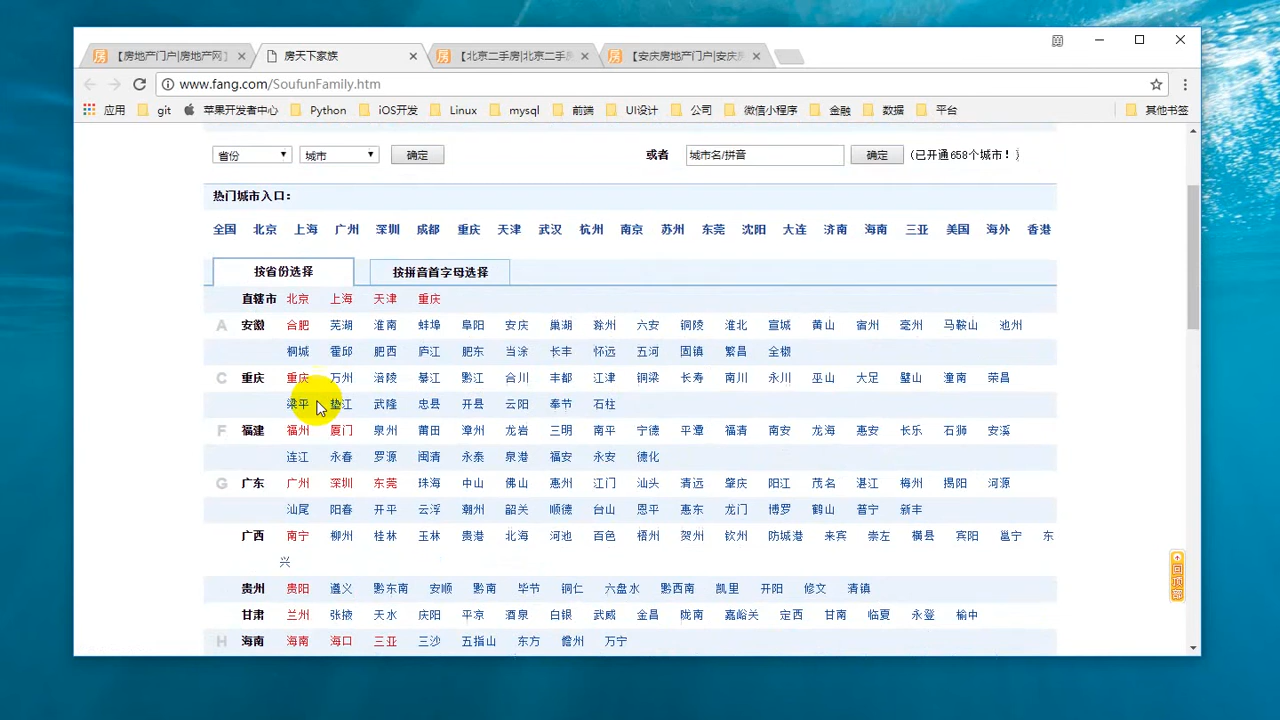 【房地产门户|房地产网】
房天下家族
【北京二手房|北京二手房
【安庆房地产门户|安庆房
www.fang.com/SoufunFamily.htm
应用 git 苹果开发者中心 Python iOS开发 Linux mysql 前端 UI设计 公司 微信小程序 金融 数据 平台 其他书签
省份 城市 确定 或者 城市名/拼音 确定 (已开通658个城市！)
热门城市入口：
全国 北京 上海 广州 深圳 成都 重庆 天津 武汉 杭州 南京 苏州 东莞 沈阳 大连 济南 海南 三亚 美国 海外 香港
按省份选择 按拼音首字母选择
直辖市 北京 上海 天津 重庆
A 安徽 合肥 芜湖 淮南 蚌埠 阜阳 安庆 巢湖 滁州 六安 铜陵 淮北 宣城 黄山 宿州 亳州 马鞍山 池州
桐城 霍邱 肥西 庐江 肥东 当涂 长丰 怀远 五河 固镇 繁昌 全椒
C 重庆 重庆 万州 涪陵 綦江 黔江 合川 丰都 江津 铜梁 长寿 南川 永川 巫山 大足 璧山 潼南 荣昌
梁平 垫江 武隆 忠县 开县 云阳 奉节 石柱
F 福建 福州 厦门 泉州 莆田 漳州 龙岩 三明 南平 宁德 平潭 福清 南安 龙海 惠安 长乐 石狮 安溪
连江 永春 罗源 闽清 永泰 泉港 福安 永安 德化
G 广东 广州 深圳 东莞 珠海 中山 佛山 惠州 江门 汕头 清远 肇庆 阳江 茂名 湛江 梅州 揭阳 河源
汕尾 阳春 开平 云浮 潮州 韶关 顺德 台山 恩平 惠东 龙门 博罗 鹤山 普宁 新丰
广西 南宁 柳州 桂林 玉林 贵港 北海 河池 百色 梧州 贺州 钦州 防城港 来宾 崇左 横县 宾阳 邕宁 东
兴
贵州 贵阳 遵义 黔东南 安顺 黔南 毕节 铜仁 六盘水 黔西南 凯里 开阳 修文 清镇
甘肃 兰州 张掖 天水 庆阳 平凉 酒泉 白银 武威 金昌 陇南 嘉峪关 定西 甘南 临夏 永登 榆中
H 海南 海南 海口 三亚 三沙 五指山 东方 儋州 万宁
回顶部